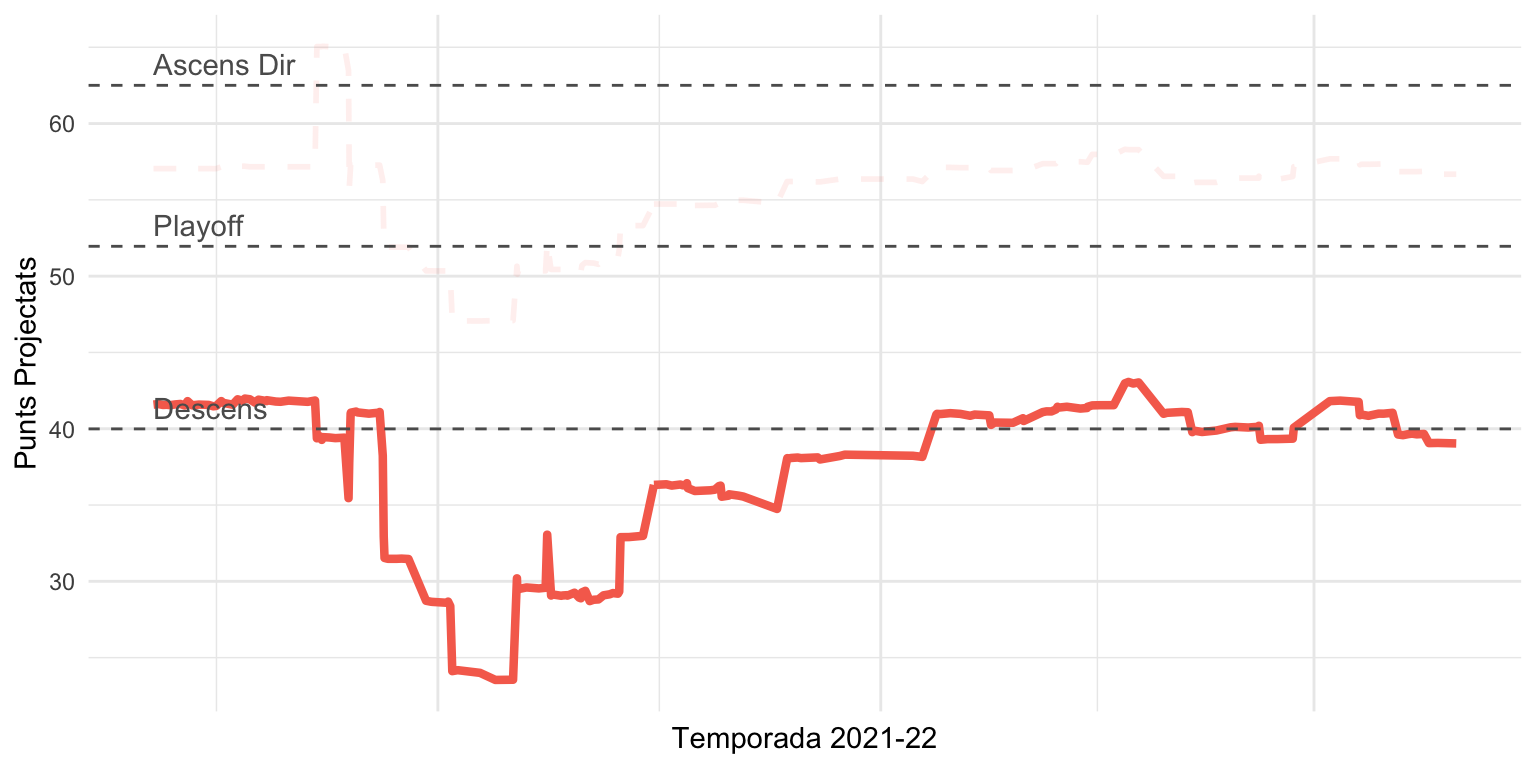 Ascens Dir
60
Playoff
50
Descens
40
30
Punts Projectats
Temporada 2021-22